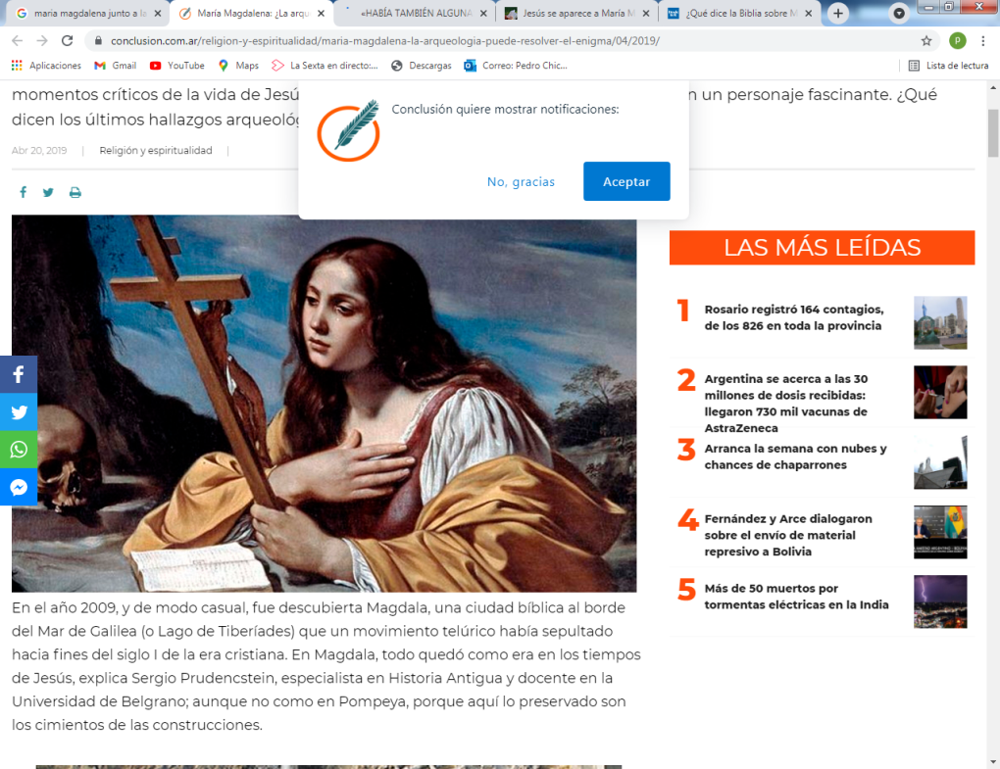 maria magdalena junto a la
María Magdalena: ¿La arqu
«HABÍA TAMBIÉN ALGUNA
Jesús se aparece a María M
¿Qué dice la Biblia sobre M
conclusion.com.ar/religion-y-espiritualidad/maria-magdalena-la-arqueologia-puede-resolver-el-enigma/04/2019/
P
Aplicaciones
Gmail
YouTube
Maps
La Sexta en directo:...
Descargas
Correo: Pedro Chic...
Lista de lectura
momentos críticos de la vida de Jesú
n un personaje fascinante. ¿Qué
dicen los últimos hallazgos arqueológ
Abr 20, 2019 | Religión y espiritualidad |
Conclusión quiere mostrar notificaciones:
No, gracias
Aceptar
LAS MÁS LEÍDAS
1 Rosario registró 164 contagios,
de los 826 en toda la provincia
2 Argentina se acerca a las 30
millones de dosis recibidas:
llegaron 730 mil vacunas de
AstraZeneca
3 Arranca la semana con nubes y
chances de chaparrones
4 Fernández y Arce dialogaron
sobre el envío de material
represivo a Bolivia
5 Más de 50 muertos por
tormentas eléctricas en la India
En el año 2009, y de modo casual, fue descubierta Magdala, una ciudad bíblica al borde
del Mar de Galilea (o Lago de Tiberíades) que un movimiento telúrico había sepultado
hacia fines del siglo I de la era cristiana. En Magdala, todo quedó como era en los tiempos
de Jesús, explica Sergio Prudencstein, especialista en Historia Antigua y docente en la
Universidad de Belgrano; aunque no como en Pompeya, porque aquí lo preservado son
los cimientos de las construcciones.